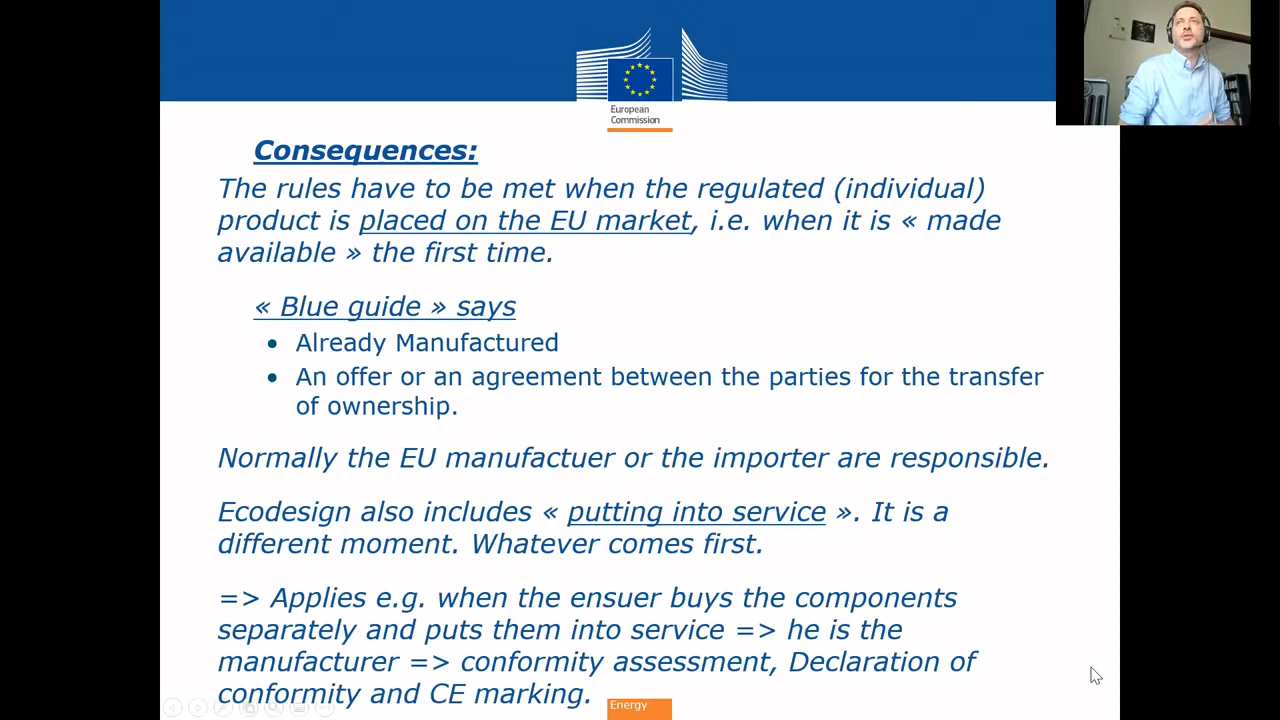 European
Commission
Consequences:
The rules have to be met when the regulated (individual)
product is placed on the EU market, i.e. when it is « made
available » the first time.
« Blue guide » says
• Already Manufactured
• An offer or an agreement between the parties for the transfer
of ownership.
Normally the EU manufactuer or the importer are responsible.
Ecodesign also includes « putting into service ». It is a
different moment. Whatever comes first.
=> Applies e.g. when the ensuer buys the components
separately and puts them into service => he is the
manufacturer => conformity assessment, Declaration of
conformity and CE marking.
Energy